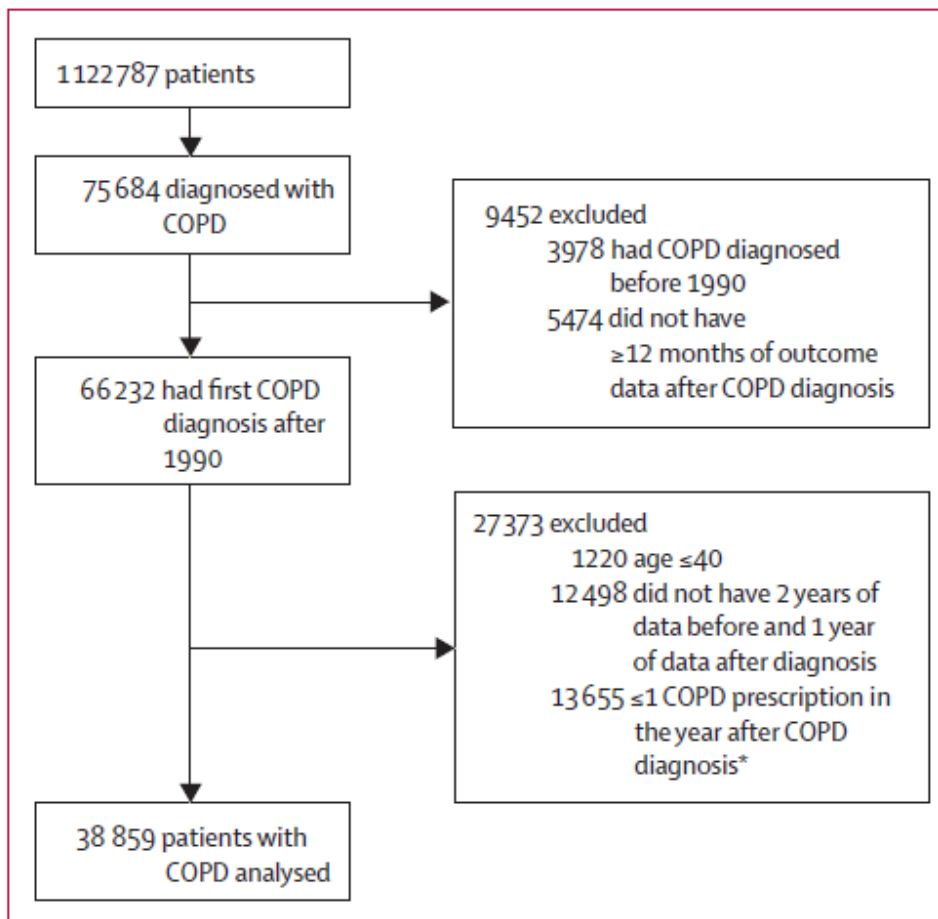 1122787 patients
75684 diagnosed with
COPD
9452 excluded
3978 had COPD diagnosed
before 1990
5474 did not have
≥12 months of outcome
data after COPD diagnosis
66232 had first COPD
diagnosis after
1990
27373 excluded
1220 age ≤40
12498 did not have 2 years of
data before and 1 year
of data after diagnosis
13655 ≤1 COPD prescription in
the year after COPD
diagnosis*
38 859 patients with
COPD analysed